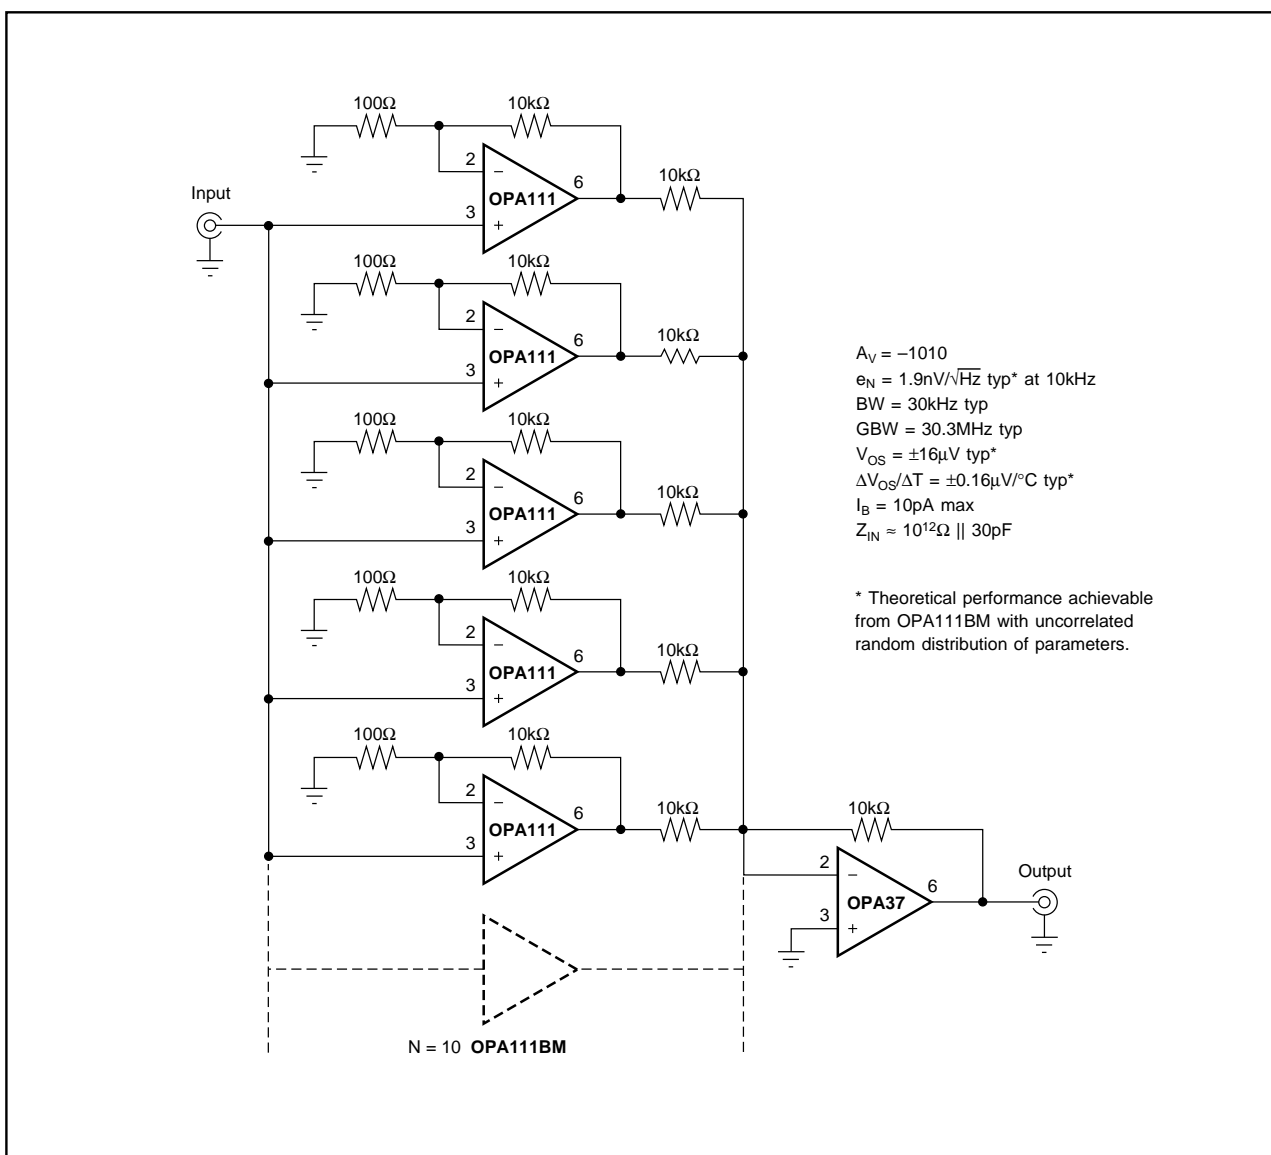 100Ω 10kΩ
2
−
6
OPA111
10kΩ
3
+
Input
100Ω 10kΩ
2
−
6
OPA111
10kΩ
3
+
100Ω 10kΩ
2
−
6
OPA111
10kΩ
3
+
100Ω 10kΩ
2
−
6
OPA111
10kΩ
3
+
100Ω 10kΩ
2
−
6
OPA111
10kΩ
3
+
10kΩ
2
−
6
OPA37
3
+
Output
N = 10 OPA111BM
A_V = –1010
e_N = 1.9nV/√Hz typ* at 10kHz
BW = 30kHz typ
GBW = 30.3MHz typ
V_OS = ±16µV typ*
ΔV_OS/ΔT = ±0.16µV/°C typ*
I_B = 10pA max
Z_IN ≈ 10¹²Ω || 30pF
* Theoretical performance achievable
from OPA111BM with uncorrelated
random distribution of parameters.